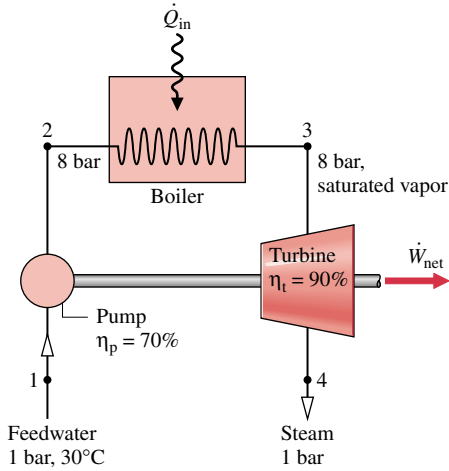 Q̇in
2
3
8 bar
8 bar,
saturated vapor
Boiler
Turbine
ηt = 90%
Ẇnet
Pump
ηp = 70%
1
4
Feedwater
1 bar, 30°C
Steam
1 bar